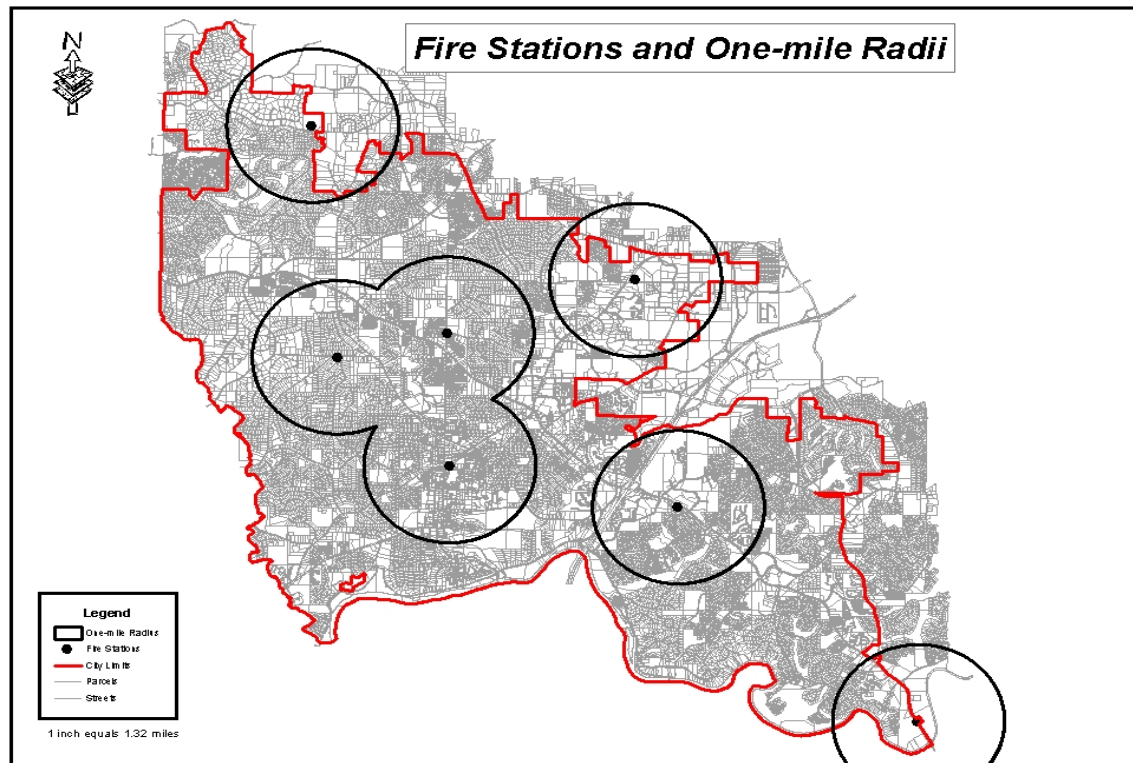 N
Fire Stations and One-mile Radii
Legend
One-mile Radius
Fire Stations
City Limits
Parcels
Streets
1 inch equals 1.32 miles